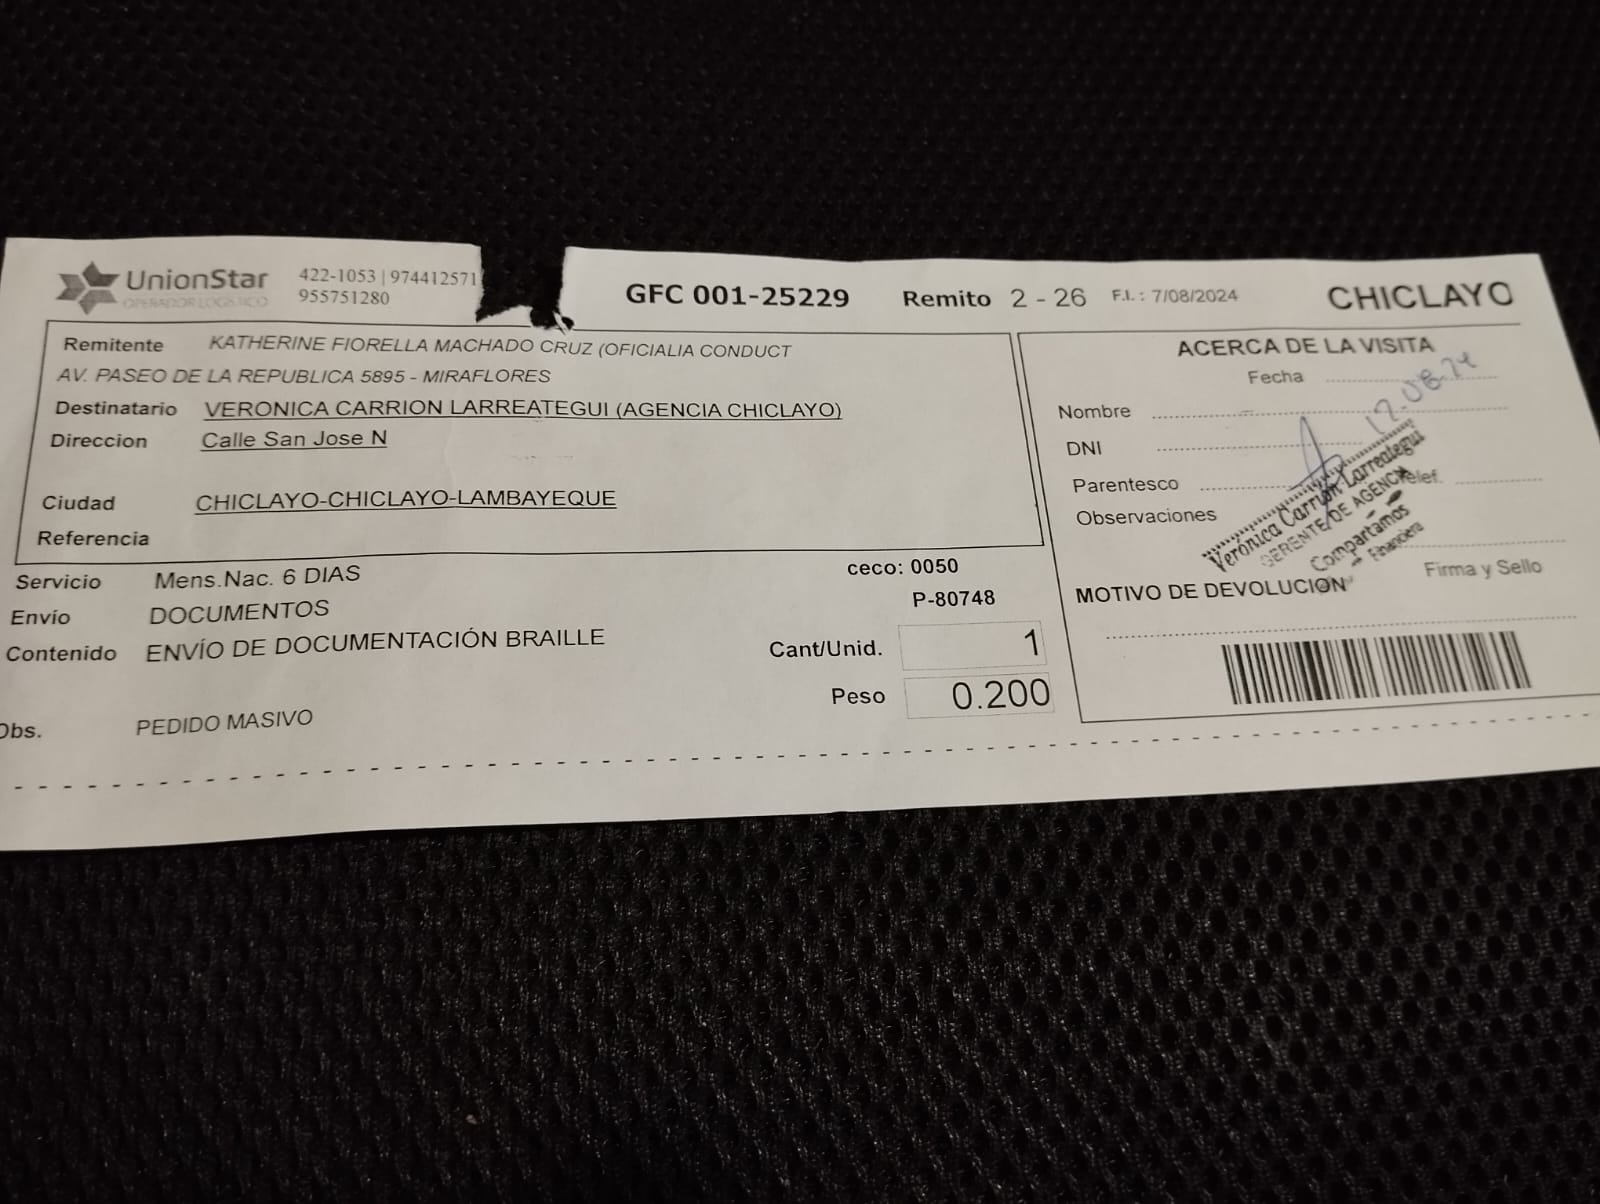 UnionStar
OPERADOR LOGISTICO
422-1053 | 974412571
955751280
GFC 001-25229
Remito 2 - 26
F.I. : 7/08/2024
CHICLAYO
Remitente KATHERINE FIORELLA MACHADO CRUZ (OFICIALIA CONDUCT
AV. PASEO DE LA REPUBLICA 5895 - MIRAFLORES
Destinatario VERONICA CARRION LARREATEGUI (AGENCIA CHICLAYO)
Direccion Calle San Jose N
Ciudad CHICLAYO-CHICLAYO-LAMBAYEQUE
Referencia
Servicio Mens.Nac. 6 DIAS
ceco: 0050
Envío DOCUMENTOS
P-80748
Contenido ENVÍO DE DOCUMENTACIÓN BRAILLE
Cant/Unid. 1
Peso 0.200
Obs. PEDIDO MASIVO
ACERCA DE LA VISITA
Fecha
Nombre
DNI
Parentesco
Telef.
Observaciones
Verónica Carrión Larreategui
GERENTE DE AGENCIA
Compartamos
Financiera
Firma y Sello
MOTIVO DE DEVOLUCION